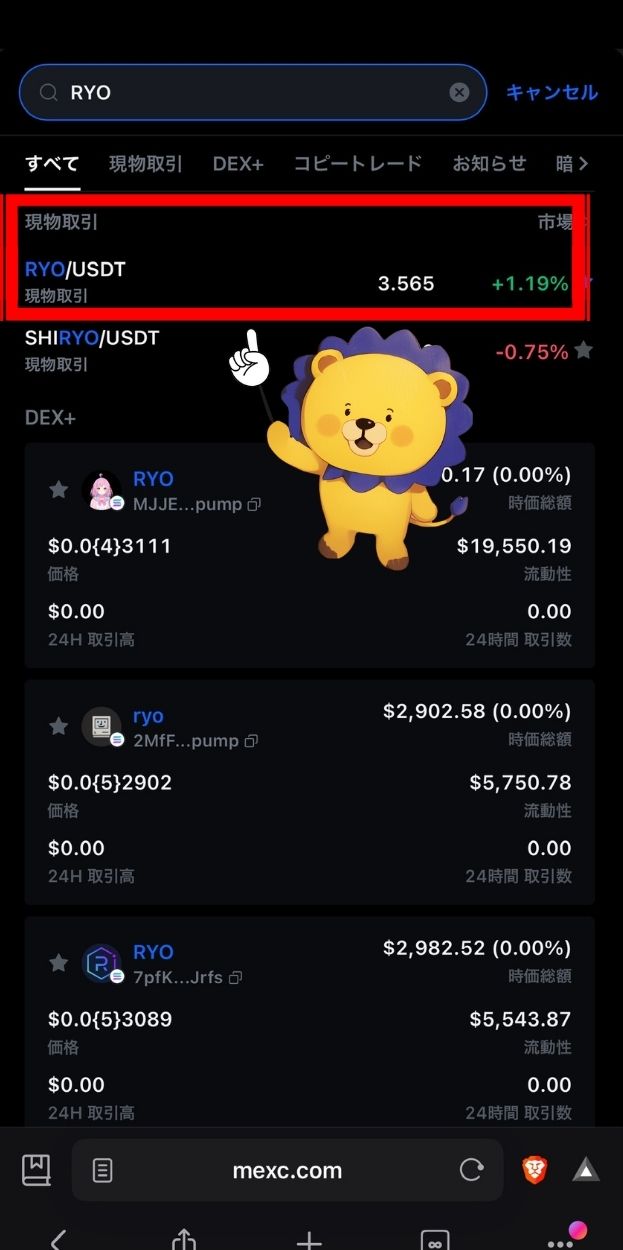 RYO
キャンセル
すべて 現物取引 DEX+ コピートレード お知らせ 暗
現物取引 市場
RYO/USDT 3.565 +1.19%
現物取引
SHIRYO/USDT -0.75%
現物取引
DEX+
RYO 0.17 (0.00%)
MJJE...pump 時価総額
$0.0{4}3111 $19,550.19
価格 流動性
$0.00 0.00
24H 取引高 24時間 取引数
ryo $2,902.58 (0.00%)
2MfF...pump 時価総額
$0.0{5}2902 $5,750.78
価格 流動性
$0.00 0.00
24H 取引高 24時間 取引数
RYO $2,982.52 (0.00%)
7pfK...Jrfs 時価総額
$0.0{5}3089 $5,543.87
価格 流動性
$0.00 0.00
24H 取引高 24時間 取引数
mexc.com